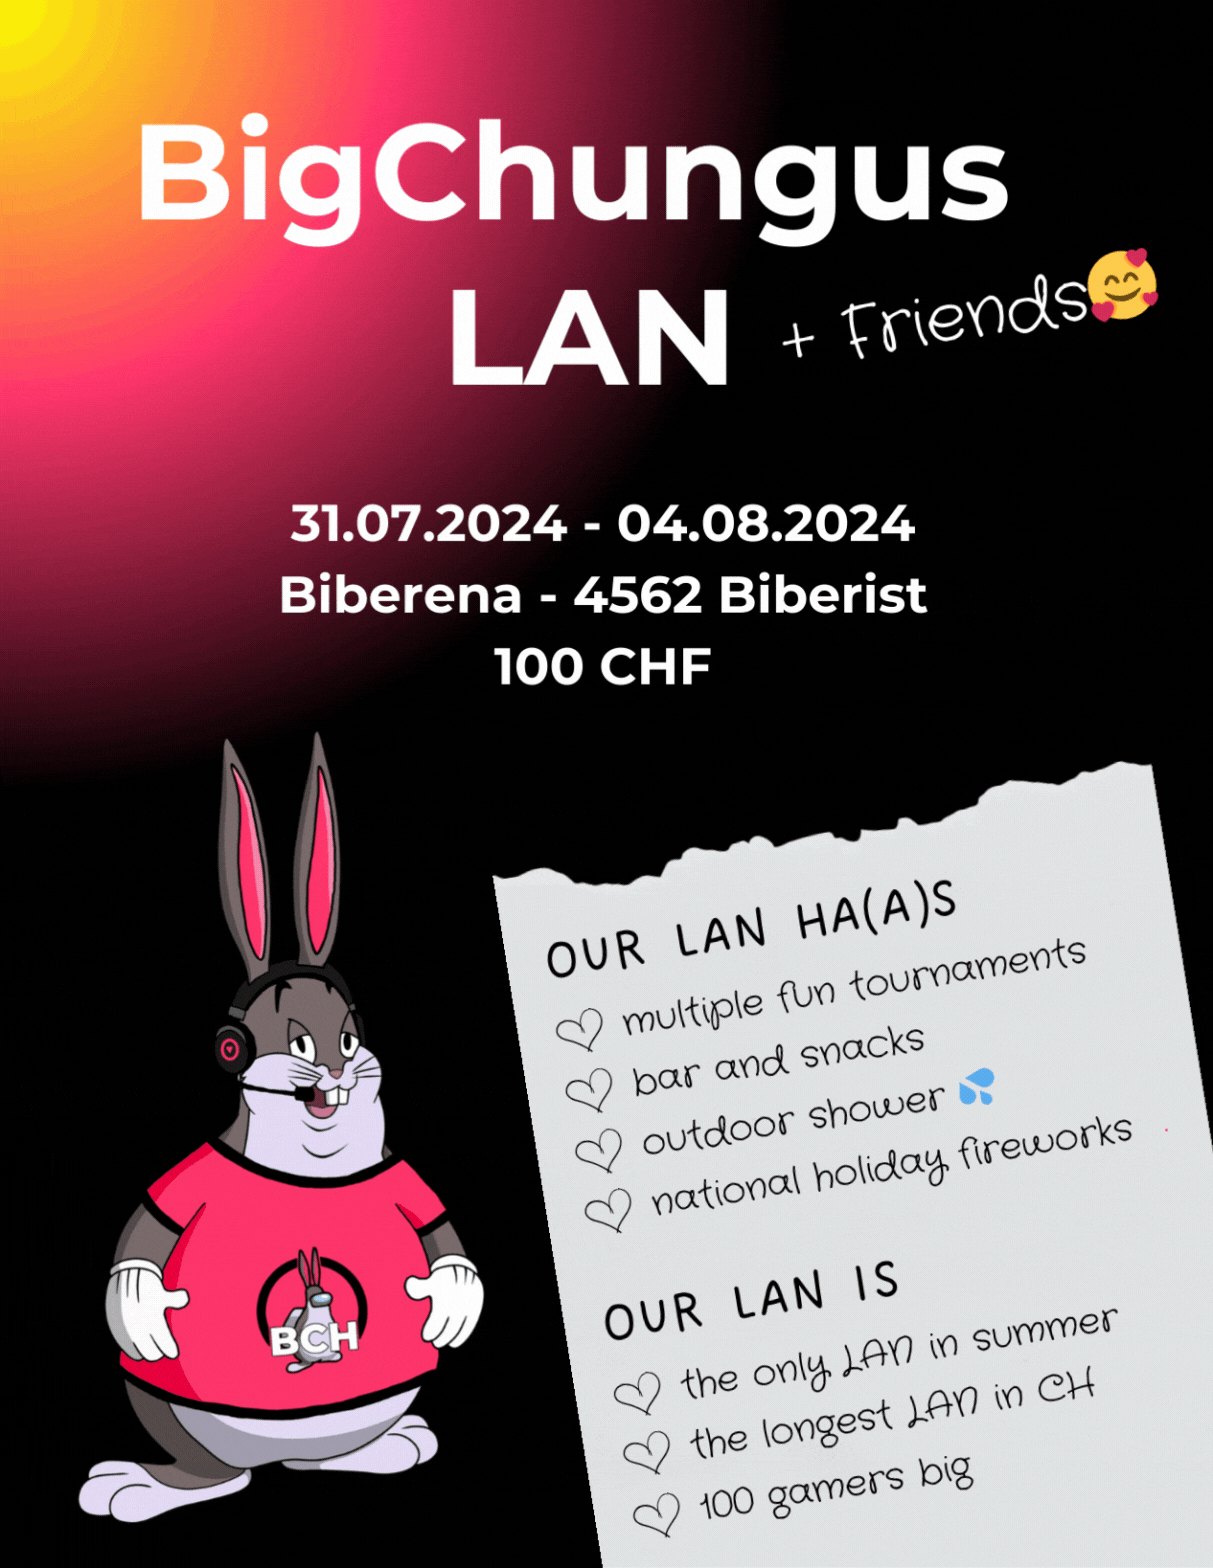 BigChungus
LAN
+ Friends🥰
31.07.2024 - 04.08.2024
Biberena - 4562 Biberist
100 CHF
OUR LAN HA(A)S
multiple fun tournaments
bar and snacks
outdoor shower 💦
national holiday fireworks
OUR LAN IS
the only LAN in summer
the longest LAN in CH
100 gamers big
BCH